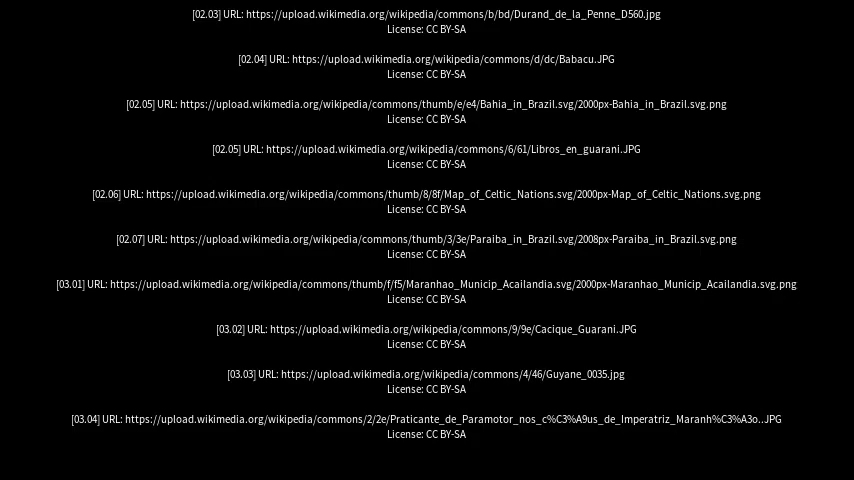 [02.03] URL: https://upload.wikimedia.org/wikipedia/commons/b/bd/Durand_de_la_Penne_D560.jpg
License: CC BY-SA
[02.04] URL: https://upload.wikimedia.org/wikipedia/commons/d/dc/Babacu.JPG
License: CC BY-SA
[02.05] URL: https://upload.wikimedia.org/wikipedia/commons/thumb/e/e4/Bahia_in_Brazil.svg/2000px-Bahia_in_Brazil.svg.png
License: CC BY-SA
[02.05] URL: https://upload.wikimedia.org/wikipedia/commons/6/61/Libros_en_guarani.JPG
License: CC BY-SA
[02.06] URL: https://upload.wikimedia.org/wikipedia/commons/thumb/8/8f/Map_of_Celtic_Nations.svg/2000px-Map_of_Celtic_Nations.svg.png
License: CC BY-SA
[02.07] URL: https://upload.wikimedia.org/wikipedia/commons/thumb/3/3e/Paraiba_in_Brazil.svg/2008px-Paraiba_in_Brazil.svg.png
License: CC BY-SA
[03.01] URL: https://upload.wikimedia.org/wikipedia/commons/thumb/f/f5/Maranhao_Municip_Acailandia.svg/2000px-Maranhao_Municip_Acailandia.svg.png
License: CC BY-SA
[03.02] URL: https://upload.wikimedia.org/wikipedia/commons/9/9e/Cacique_Guarani.JPG
License: CC BY-SA
[03.03] URL: https://upload.wikimedia.org/wikipedia/commons/4/46/Guyane_0035.jpg
License: CC BY-SA
[03.04] URL: https://upload.wikimedia.org/wikipedia/commons/2/2e/Praticante_de_Paramotor_nos_c%C3%A9us_de_Imperatriz_Maranh%C3%A3o..JPG
License: CC BY-SA